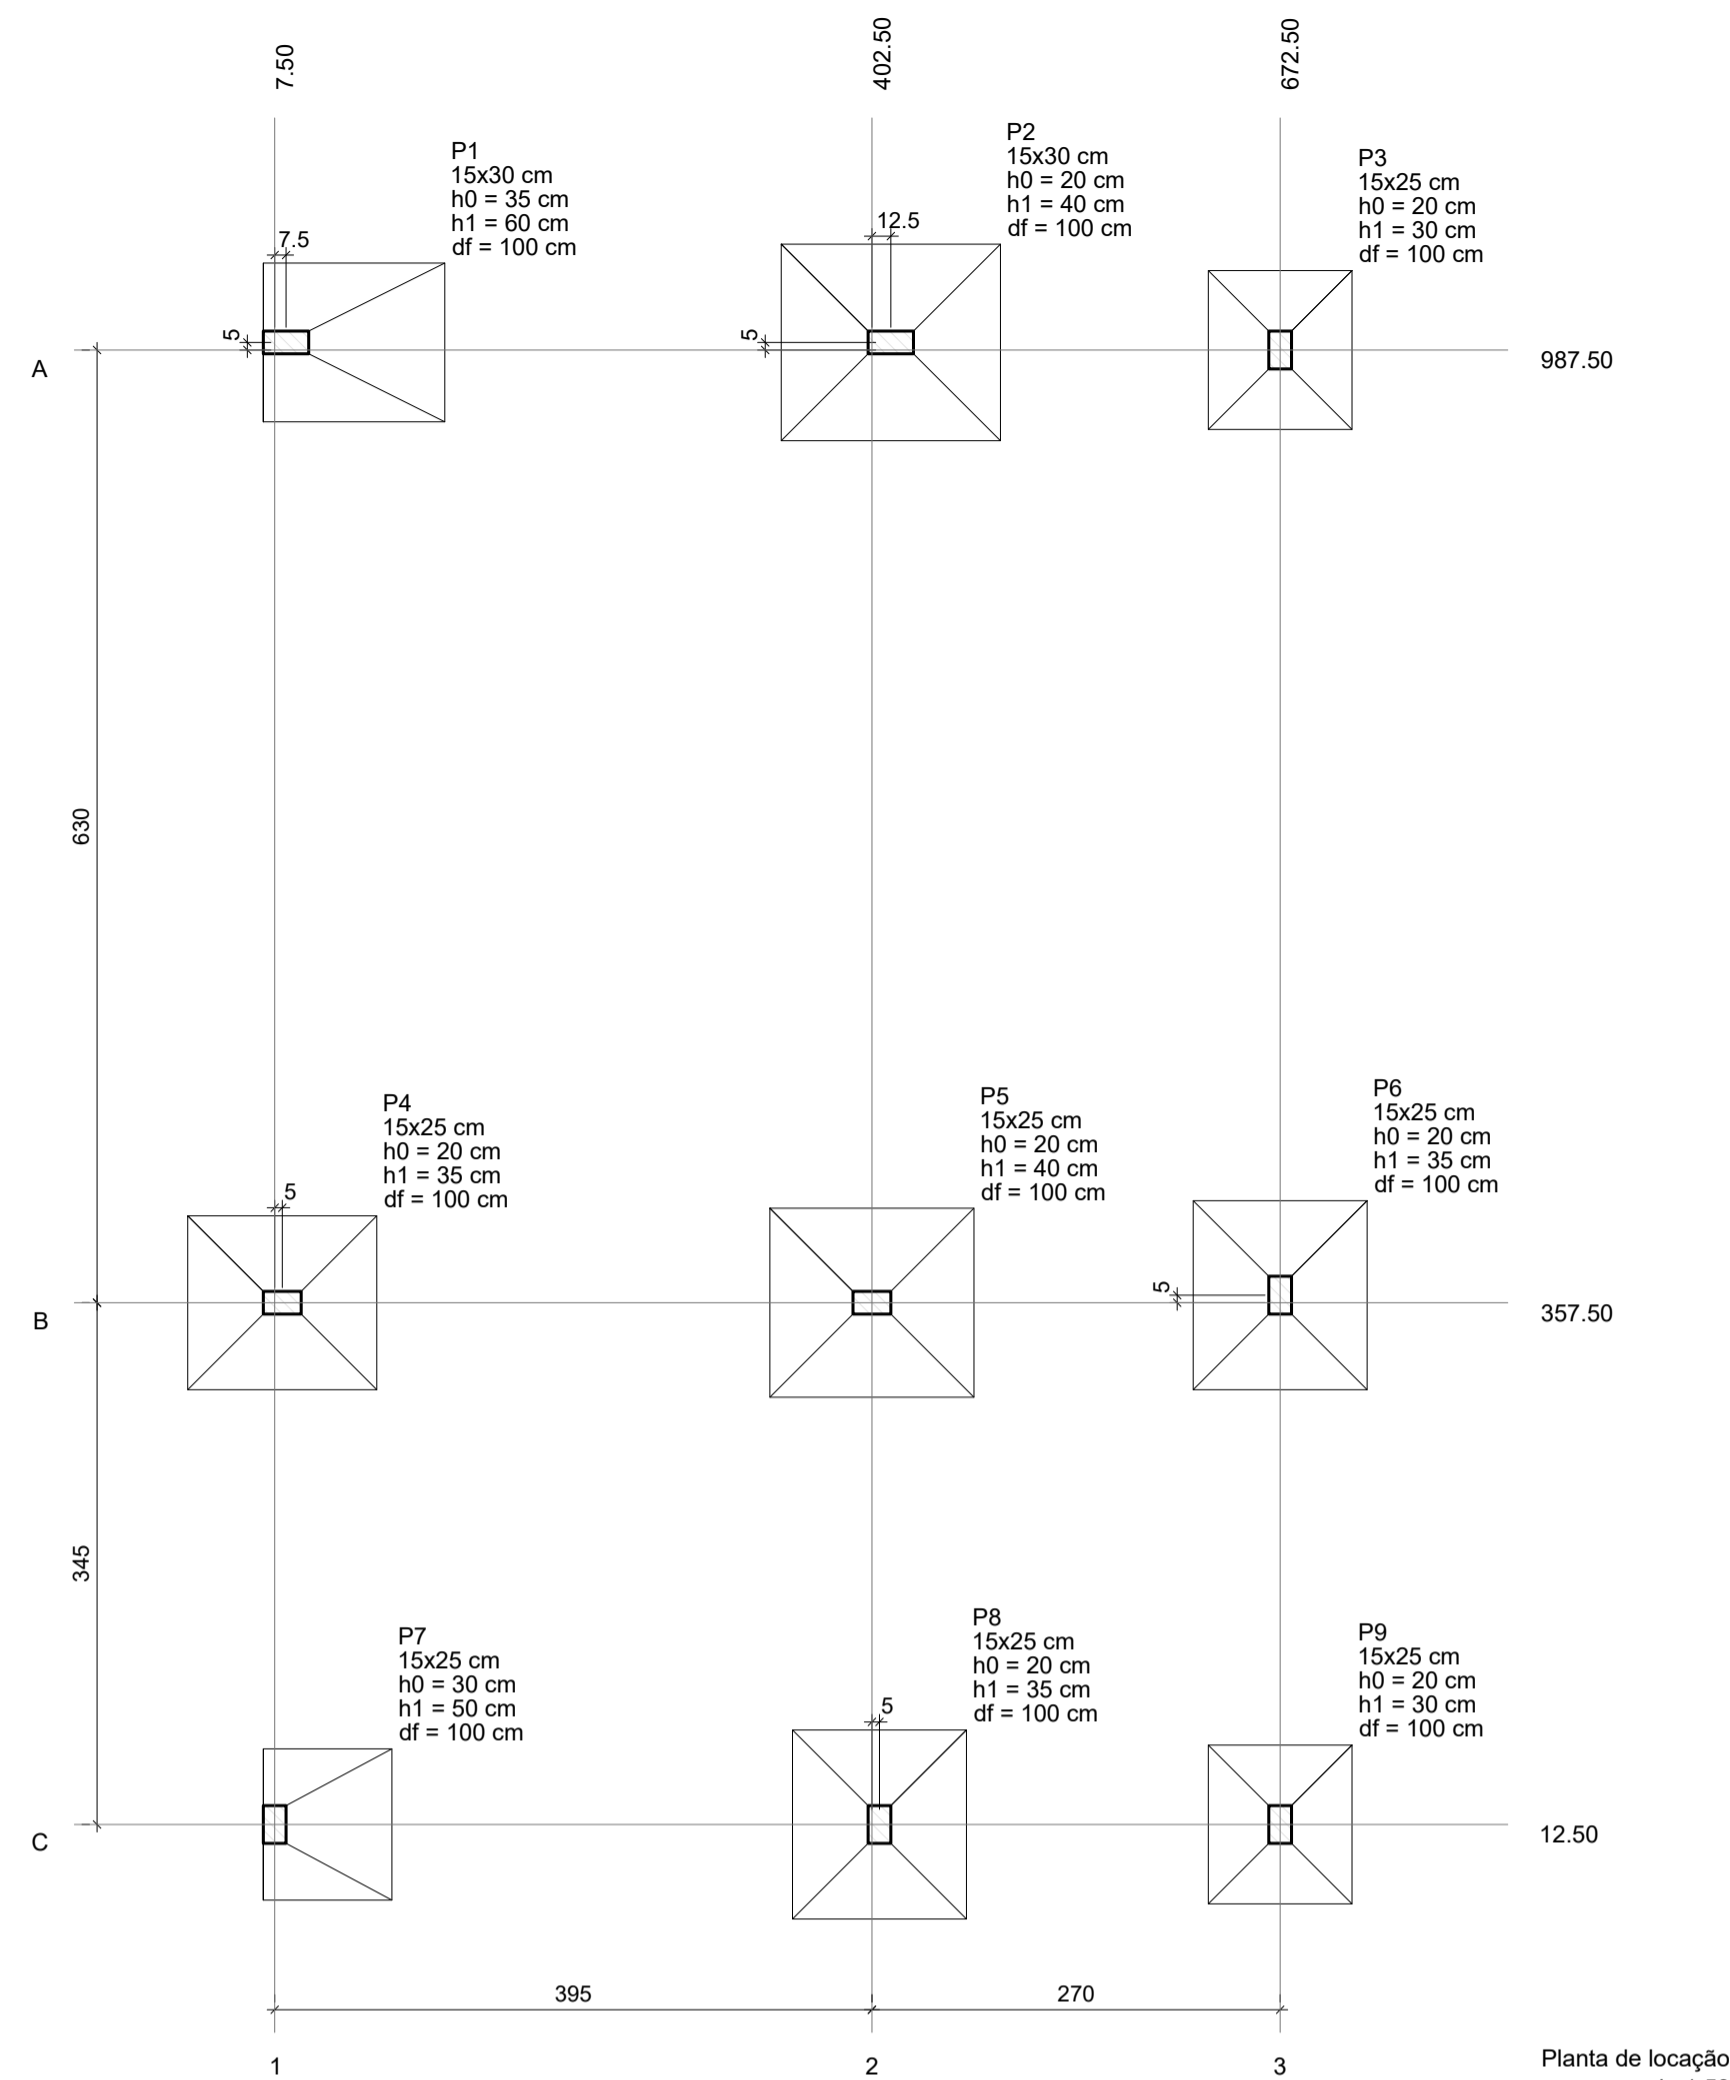 7.50
402.50
672.50
P1
15x30 cm
h0 = 35 cm
h1 = 60 cm
df = 100 cm
7.5
5
P2
15x30 cm
h0 = 20 cm
h1 = 40 cm
df = 100 cm
12.5
5
P3
15x25 cm
h0 = 20 cm
h1 = 30 cm
df = 100 cm
A
987.50
630
P4
15x25 cm
h0 = 20 cm
h1 = 35 cm
df = 100 cm
5
P5
15x25 cm
h0 = 20 cm
h1 = 40 cm
df = 100 cm
P6
15x25 cm
h0 = 20 cm
h1 = 35 cm
df = 100 cm
5
B
357.50
345
P7
15x25 cm
h0 = 30 cm
h1 = 50 cm
df = 100 cm
P8
15x25 cm
h0 = 20 cm
h1 = 35 cm
df = 100 cm
5
P9
15x25 cm
h0 = 20 cm
h1 = 30 cm
df = 100 cm
C
12.50
395
270
1
2
3
Planta de locação